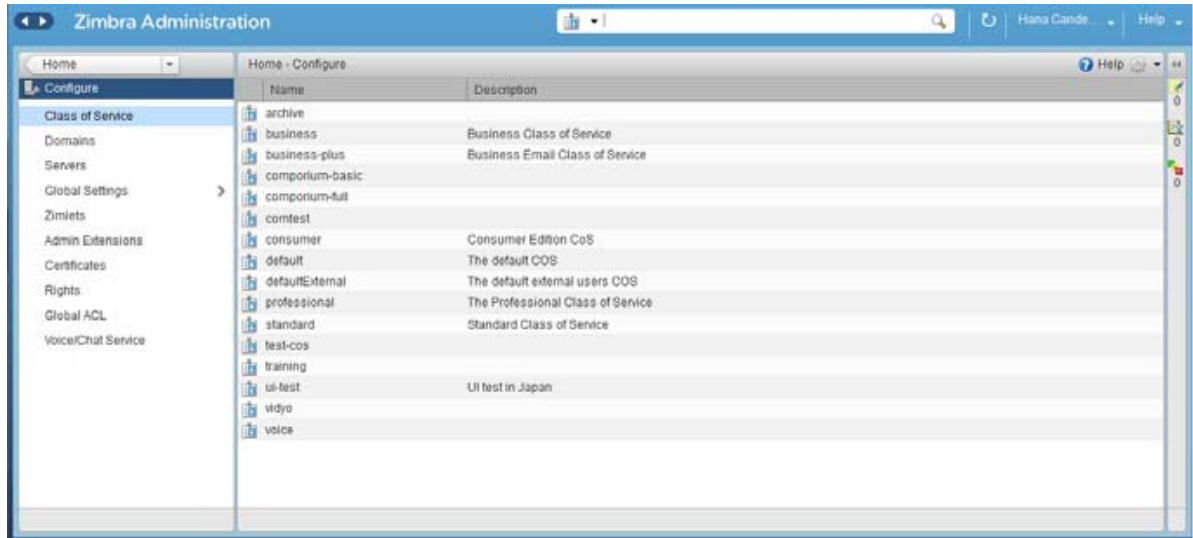 Zimbra Administration
Hana Cande...
Help
Home
Home - Configure
Help
Configure
Name Description
Class of Service
Domains
Servers
Global Settings
Zimlets
Admin Extensions
Certificates
Rights
Global ACL
Voice/Chat Service
archive
business Business Class of Service
business-plus Business Email Class of Service
comporium-basic
comporium-full
comtest
consumer Consumer Edition CoS
default The default COS
defaultExternal The default external users COS
professional The Professional Class of Service
standard Standard Class of Service
test-cos
training
ui-test UI test in Japan
vidyo
voice
0
0
0